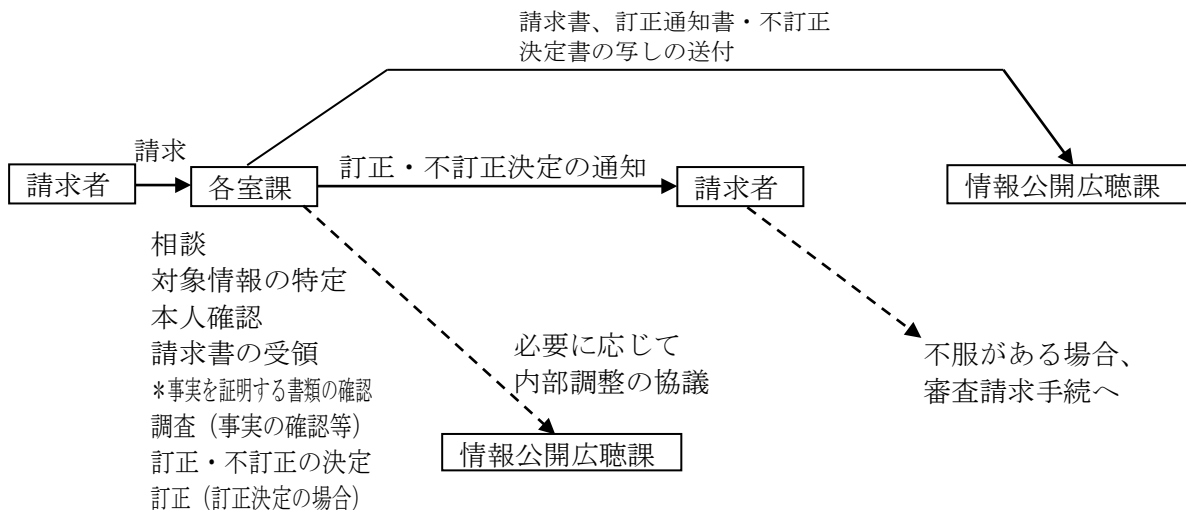 請求書、訂正通知書・不訂正
決定書の写しの送付
請求
訂正・不訂正決定の通知
請求者
各室課
請求者
情報公開広聴課
相談
対象情報の特定
本人確認
請求書の受領
*事実を証明する書類の確認
調査（事実の確認等）
訂正・不訂正の決定
訂正（訂正決定の場合）
必要に応じて
内部調整の協議
情報公開広聴課
不服がある場合、
審査請求手続へ